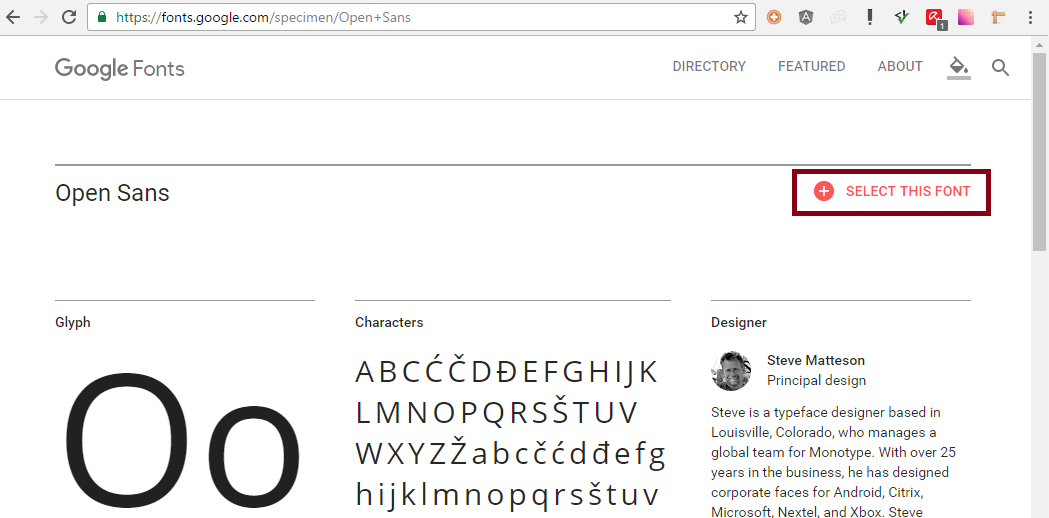 https://fonts.google.com/specimen/Open+Sans
1
Google Fonts
DIRECTORY
FEATURED
ABOUT
Open Sans
SELECT THIS FONT
Glyph
Oo
Characters
ABCĆČDĐEFGHIJK
LMNOPQRSŠTUV
WXYZŽabcčćdđefg
hijklmnopqrsštuv
Designer
Steve Matteson
Principal design
Steve is a typeface designer based in
Louisville, Colorado, who manages a
global team for Monotype. With over 25
years in the business, he has designed
corporate faces for Android, Citrix,
Microsoft, Nextel, and Xbox. Steve